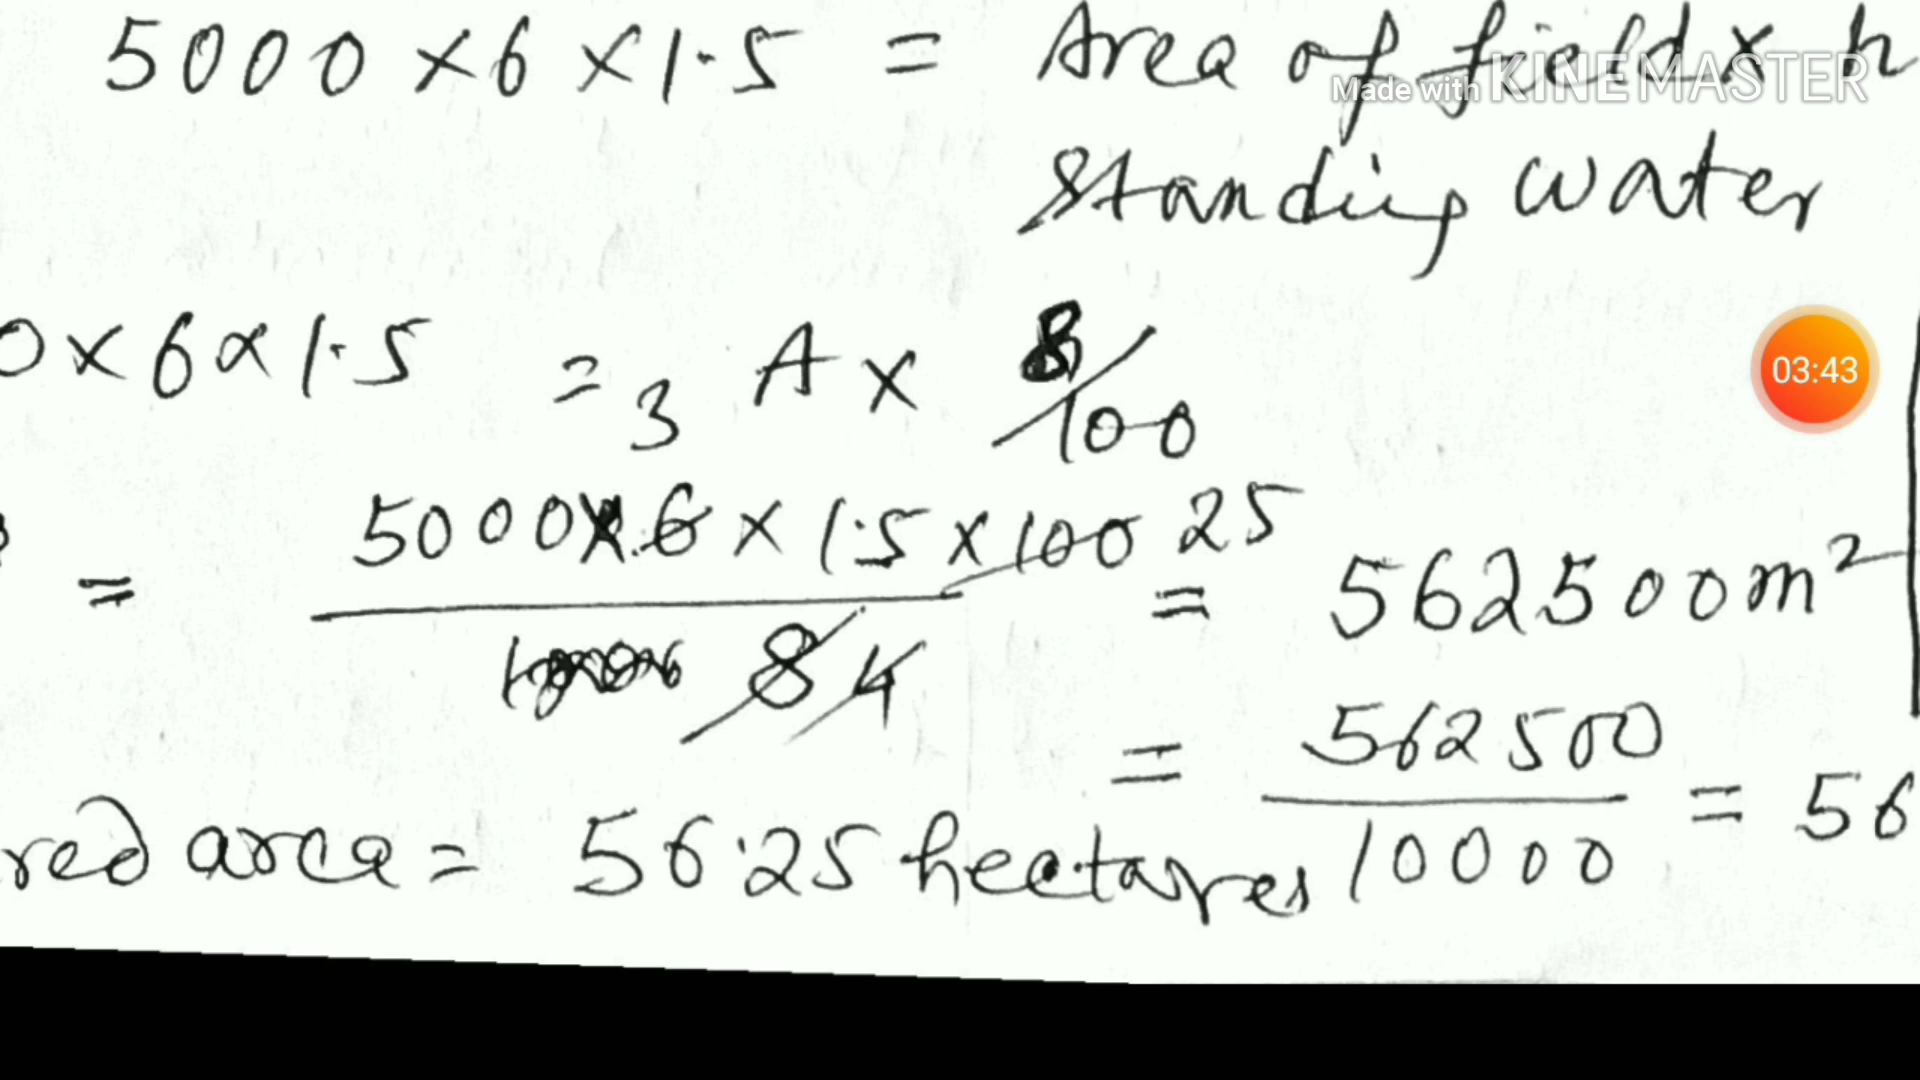 5000 × 6 × 1.5 = Area of field × h
Made with KINEMASTER
standing water
03:43
0 × 6 × 1.5 = A × 8/100
3
5000 × 6 × 1.5 × 100 25
= = 562500 m²
8 4
= 562500 / 10000 = 56
red area = 56.25 hectares